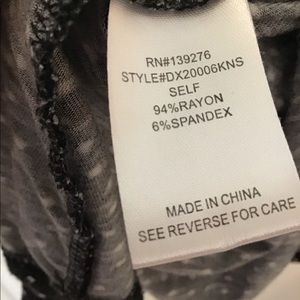 RN#139276
STYLE#DX20006KNS
SELF
94%RAYON
6%SPANDEX
MADE IN CHINA
SEE REVERSE FOR CARE